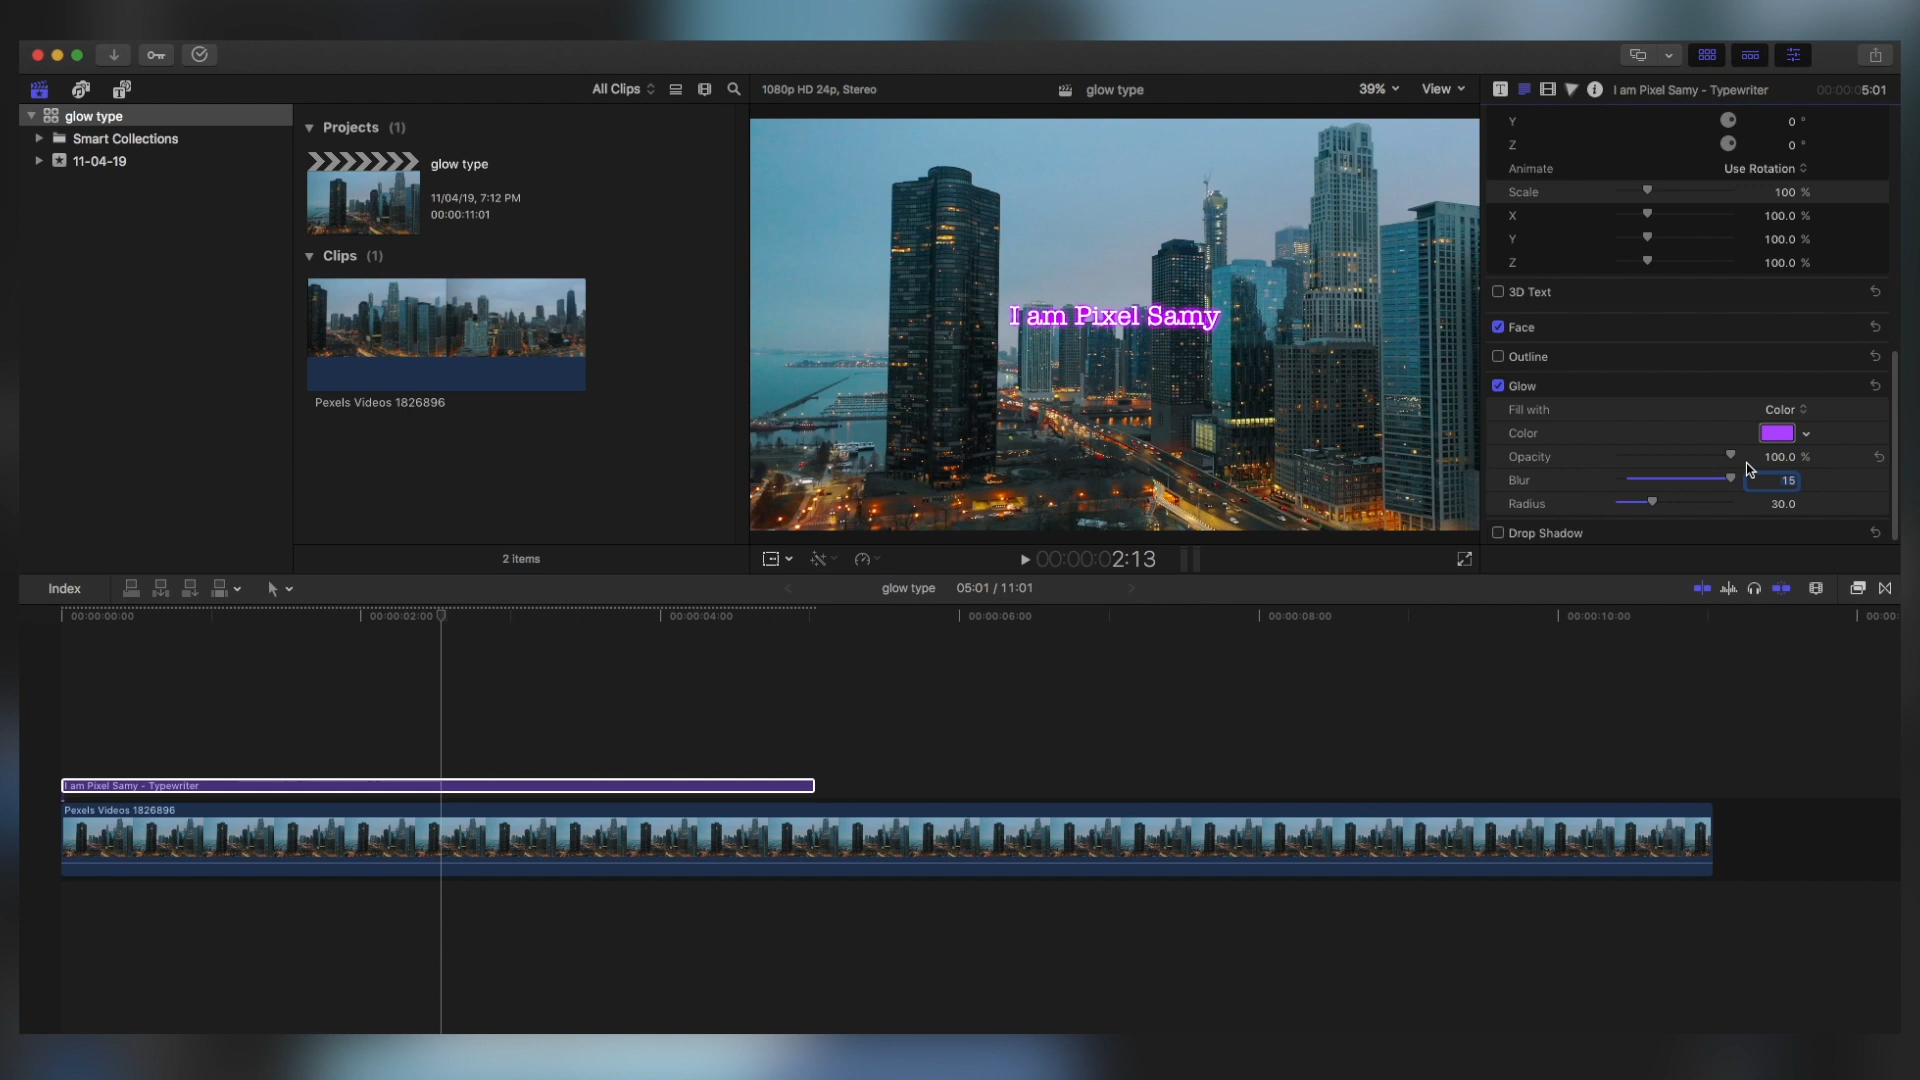 All Clips
1080p HD 24p, Stereo
glow type
39%
View
I am Pixel Samy - Typewriter
00:00:05:01
glow type
Smart Collections
11-04-19
Projects (1)
glow type
11/04/19, 7:12 PM
00:00:11:01
Clips (1)
Pexels Videos 1826896
2 items
I am Pixel Samy
00:00:02:13
Y
0 °
Z
0 °
Animate
Use Rotation
Scale
100 %
X
100.0 %
Y
100.0 %
Z
100.0 %
3D Text
Face
Outline
Glow
Fill with
Color
Color
Opacity
100.0 %
Blur
15
Radius
30.0
Drop Shadow
Index
glow type
05:01 / 11:01
00:00:00:00
00:00:02:00
00:00:04:00
00:00:06:00
00:00:08:00
00:00:10:00
00:00:
I am Pixel Samy - Typewriter
Pexels Videos 1826896